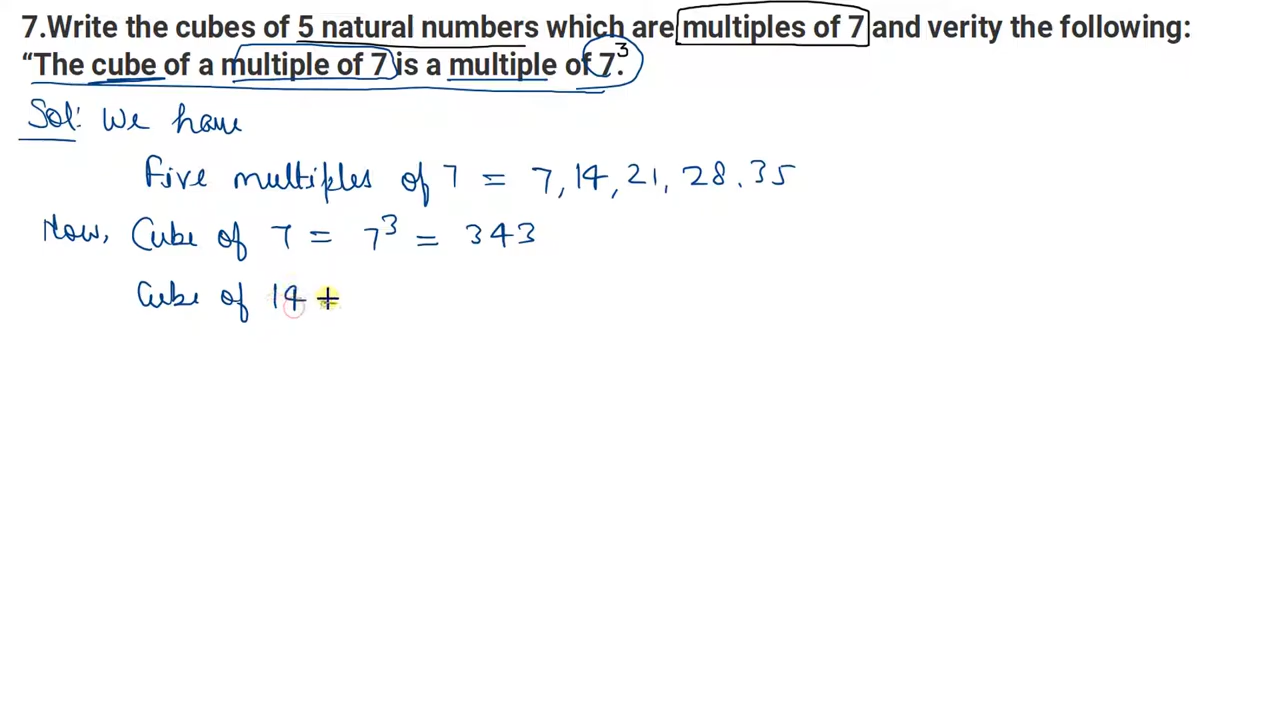 7.Write the cubes of 5 natural numbers which are multiples of 7 and verity the following:
“The cube of a multiple of 7 is a multiple of 7³.
Sol: We have
Five multiples of 7 = 7, 14, 21, 28. 35
Now, Cube of 7 = 7³ = 343
Cube of 14